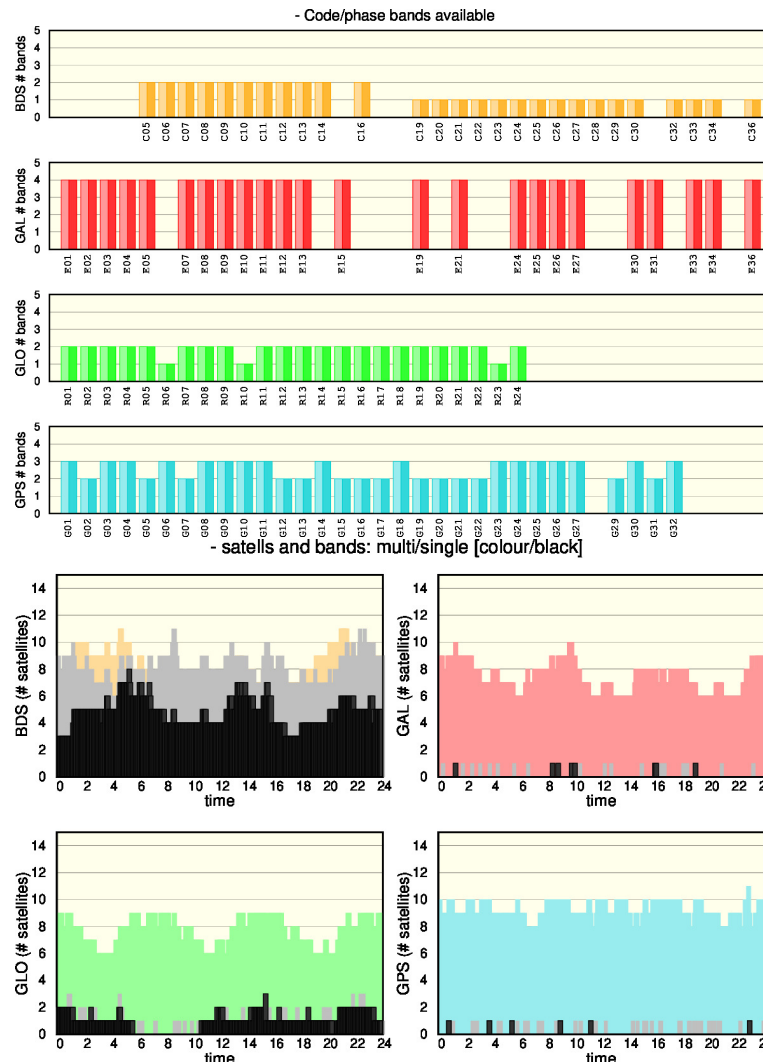 - Code/phase bands available
BDS # bands
5
4
3
2
1
0
C05 C06 C07 C08 C09 C10 C11 C12 C13 C14 C16 C19 C20 C21 C22 C23 C24 C25 C26 C27 C28 C29 C30 C32 C33 C34 C36
GAL # bands
5
4
3
2
1
0
E01 E02 E03 E04 E05 E07 E08 E09 E10 E11 E12 E13 E15 E19 E21 E24 E25 E26 E27 E30 E31 E33 E34 E36
GLO # bands
5
4
3
2
1
0
R01 R02 R03 R04 R05 R06 R07 R08 R09 R10 R11 R12 R13 R14 R15 R16 R17 R18 R19 R20 R21 R22 R23 R24
GPS # bands
5
4
3
2
1
0
G01 G02 G03 G04 G05 G06 G07 G08 G09 G10 G11 G12 G13 G14 G15 G16 G17 G18 G19 G20 G21 G22 G23 G24 G25 G26 G27 G29 G30 G31 G32
- satells and bands: multi/single [colour/black]
BDS (# satellites)
14
12
10
8
6
4
2
0
0 2 4 6 8 10 12 14 16 18 20 22 24
time
GAL (# satellites)
14
12
10
8
6
4
2
0
0 2 4 6 8 10 12 14 16 18 20 22 24
time
GLO (# satellites)
14
12
10
8
6
4
2
0
0 2 4 6 8 10 12 14 16 18 20 22 24
time
GPS (# satellites)
14
12
10
8
6
4
2
0
0 2 4 6 8 10 12 14 16 18 20 22 24
time